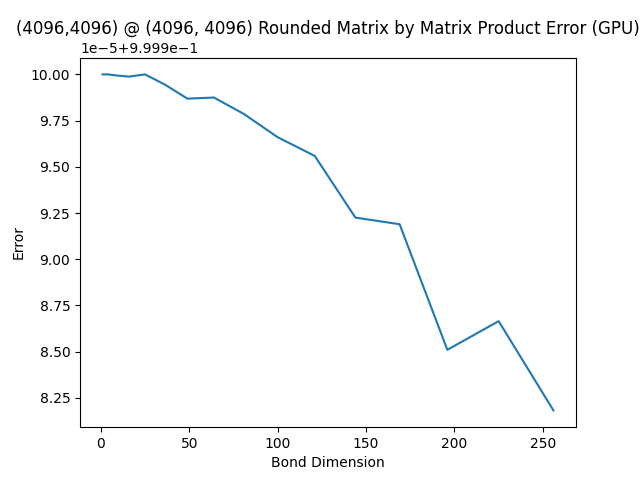 (4096,4096) @ (4096, 4096) Rounded Matrix by Matrix Product Error (GPU)
1e-5+9.999e-1
10.00
9.75
9.50
9.25
9.00
8.75
8.50
8.25
Error
0 50 100 150 200 250
Bond Dimension